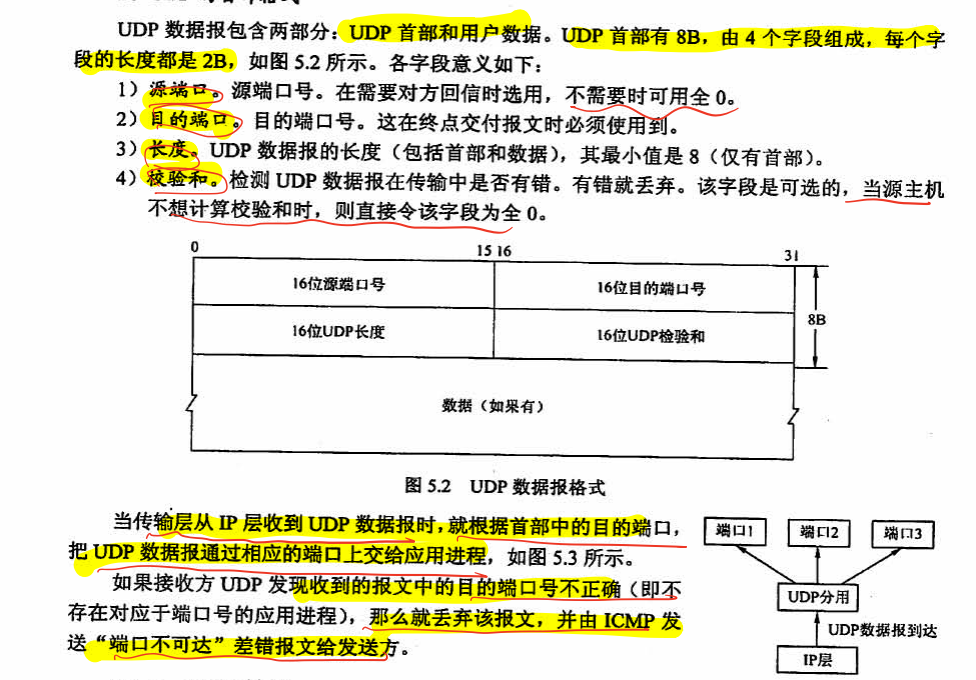 UDP 数据报包含两部分：UDP 首部和用户数据。UDP 首部有 8B，由 4 个字段组成，每个字
段的长度都是 2B，如图 5.2 所示。各字段意义如下：
1）源端口。源端口号。在需要对方回信时选用，不需要时可用全 0。
2）目的端口。目的端口号。这在终点交付报文时必须使用到。
3）长度。UDP 数据报的长度（包括首部和数据），其最小值是 8（仅有首部）。
4）校验和。检测 UDP 数据报在传输中是否有错。有错就丢弃。该字段是可选的，当源主机
不想计算校验和时，则直接令该字段为全 0。
0 15 16 31
16位源端口号 16位目的端口号
8B
16位UDP长度 16位UDP检验和
数据（如果有）
图 5.2 UDP 数据报格式
当传输层从 IP 层收到 UDP 数据报时，就根据首部中的目的端口，
把 UDP 数据报通过相应的端口上交给应用进程，如图 5.3 所示。
如果接收方 UDP 发现收到的报文中的目的端口号不正确（即不
存在对应于端口号的应用进程），那么就丢弃该报文，并由 ICMP 发
送“端口不可达”差错报文给发送方。
端口1 端口2 端口3
UDP分用
UDP数据报到达
IP层